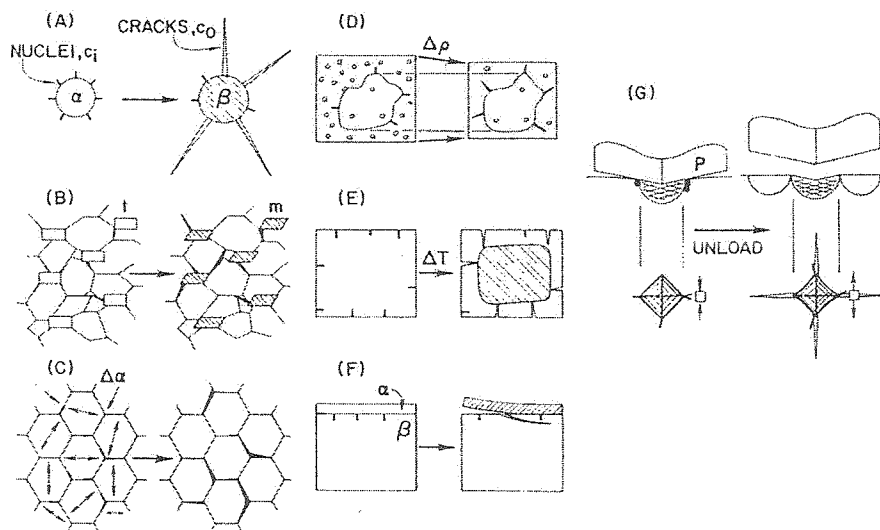 (A)
NUCLEI, cᵢ
α
CRACKS, c₀
β
(B)
t
m
(C)
Δα
(D)
Δρ
(E)
ΔT
(F)
α
β
(G)
P
UNLOAD